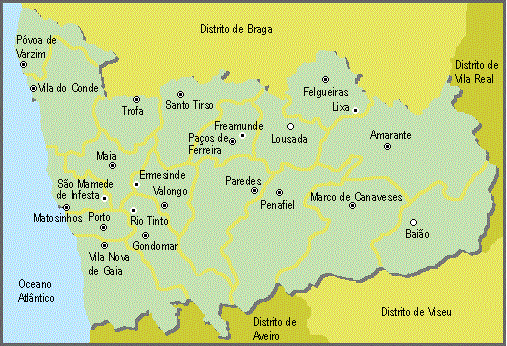 Distrito de Braga
Póvoa de
Varzim
Distrito de
Vila Real
Vila do Conde
Felgueiras
Trofa
Santo Tirso
Lixa
Freamunde
Lousada
Paços de
Ferreira
Amarante
Maia
Ermesinde
São Mamede
de Infesta
Valongo
Paredes
Penafiel
Marco de Canaveses
Matosinhos
Porto
Rio Tinto
Baião
Gondomar
Vila Nova
de Gaia
Oceano
Atlântico
Distrito de Viseu
Distrito de
Aveiro